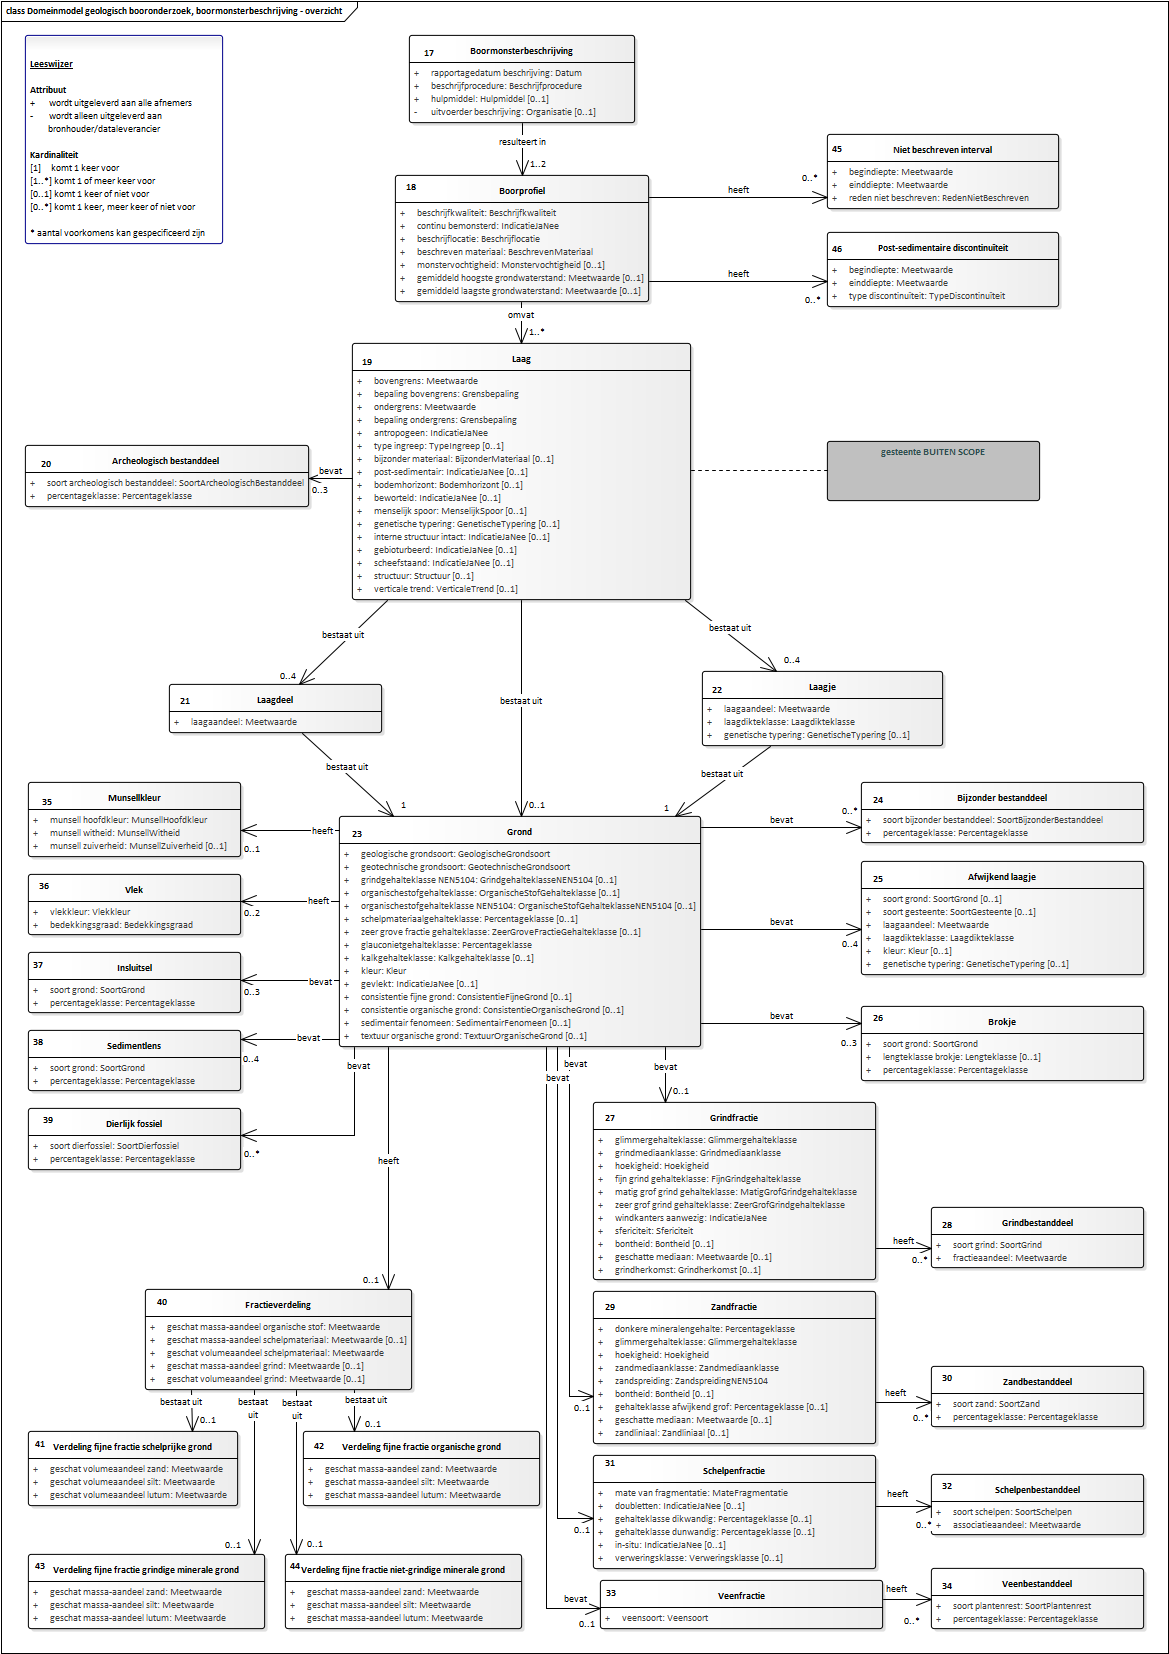 class Domeinmodel geologisch booronderzoek, boormonsterbeschrijving - overzicht
Leeswijzer
Attribuut
+ wordt uitgeleverd aan alle afnemers
- wordt alleen uitgeleverd aan
bronhouder/dataleverancier
Kardinaliteit
[1] komt 1 keer voor
[1..*] komt 1 of meer keer voor
[0..1] komt 1 keer of niet voor
[0..*] komt 1 keer, meer keer of niet voor
* aantal voorkomens kan gespecificeerd zijn
17 Boormonsterbeschrijving
+ rapportagedatum beschrijving: Datum
+ beschrijfprocedure: Beschrijfprocedure
+ hulpmiddel: Hulpmiddel [0..1]
- uitvoerder beschrijving: Organisatie [0..1]
resulteert in
1..2
18 Boorprofiel
+ beschrijfkwaliteit: Beschrijfkwaliteit
+ continu bemonsterd: IndicatieJaNee
+ beschrijflocatie: Beschrijflocatie
+ beschreven materiaal: BeschrevenMateriaal
+ monstervochtigheid: Monstervochtigheid [0..1]
+ gemiddeld hoogste grondwaterstand: Meetwaarde [0..1]
+ gemiddeld laagste grondwaterstand: Meetwaarde [0..1]
heeft
0..*
45 Niet beschreven interval
+ begindiepte: Meetwaarde
+ einddiepte: Meetwaarde
+ reden niet beschreven: RedenNietBeschreven
heeft
0..*
46 Post-sedimentaire discontinuïteit
+ begindiepte: Meetwaarde
+ einddiepte: Meetwaarde
+ type discontinuïteit: TypeDiscontinuïteit
omvat
1..*
19 Laag
+ bovengrens: Meetwaarde
+ bepaling bovengrens: Grensbepaling
+ ondergrens: Meetwaarde
+ bepaling ondergrens: Grensbepaling
+ antropogeen: IndicatieJaNee
+ type ingreep: TypeIngreep [0..1]
+ bijzonder materiaal: BijzonderMateriaal [0..1]
+ post-sedimentair: IndicatieJaNee [0..1]
+ bodemhorizont: Bodemhorizont [0..1]
+ beworteld: IndicatieJaNee [0..1]
+ menselijk spoor: MenselijkSpoor [0..1]
+ genetische typering: GenetischeTypering [0..1]
+ interne structuur intact: IndicatieJaNee [0..1]
+ gebioturbeerd: IndicatieJaNee [0..1]
+ scheefstaand: IndicatieJaNee [0..1]
+ structuur: Structuur [0..1]
+ verticale trend: VerticaleTrend [0..1]
bevat
0..3
20 Archeologisch bestanddeel
+ soort archeologisch bestanddeel: SoortArcheologischBestanddeel
+ percentageklasse: Percentageklasse
gesteente BUITEN SCOPE
bestaat uit
0..4
bestaat uit
0..1
bestaat uit
0..4
21 Laagdeel
+ laagaandeel: Meetwaarde
22 Laagje
+ laagaandeel: Meetwaarde
+ laagdikteklasse: Laagdikteklasse
+ genetische typering: GenetischeTypering [0..1]
bestaat uit
1
bestaat uit
1
23 Grond
+ geologische grondsoort: GeologischeGrondsoort
+ geotechnische grondsoort: GeotechnischeGrondsoort
+ grindgehalteklasse NEN5104: GrindgehalteklasseNEN5104 [0..1]
+ organischestofgehalteklasse: OrganischeStofGehalteklasse [0..1]
+ organischestofgehalteklasse NEN5104: OrganischeStofGehalteklasseNEN5104 [0..1]
+ schelpmateriaalgehalteklasse: Percentageklasse [0..1]
+ zeer grove fractie gehalteklasse: ZeerGroveFractieGehalteklasse [0..1]
+ glauconietgehalteklasse: Percentageklasse
+ kalkgehalteklasse: Kalkgehalteklasse [0..1]
+ kleur: Kleur
+ gevlekt: IndicatieJaNee [0..1]
+ consistentie fijne grond: ConsistentieFijneGrond [0..1]
+ consistentie organische grond: ConsistentieOrganischeGrond [0..1]
+ sedimentair fenomeen: SedimentairFenomeen [0..1]
+ textuur organische grond: TextuurOrganischeGrond [0..1]
35 Munsellkleur
+ munsell hoofdkleur: MunsellHoofdkleur
+ munsell witheid: MunsellWitheid
+ munsell zuiverheid: MunsellZuiverheid [0..1]
heeft
0..1
36 Vlek
+ vlekkleur: Vlekkleur
+ bedekkingsgraad: Bedekkingsgraad
heeft
0..2
37 Insluitsel
+ soort grond: SoortGrond
+ percentageklasse: Percentageklasse
bevat
0..3
38 Sedimentlens
+ soort grond: SoortGrond
+ percentageklasse: Percentageklasse
bevat
0..4
39 Dierlijk fossiel
+ soort dierfossiel: SoortDierfossiel
+ percentageklasse: Percentageklasse
bevat
0..*
bevat
0..*
24 Bijzonder bestanddeel
+ soort bijzonder bestanddeel: SoortBijzonderBestanddeel
+ percentageklasse: Percentageklasse
bevat
0..4
25 Afwijkend laagje
+ soort grond: SoortGrond [0..1]
+ soort gesteente: SoortGesteente [0..1]
+ laagaandeel: Meetwaarde
+ laagdikteklasse: Laagdikteklasse
+ kleur: Kleur [0..1]
+ genetische typering: GenetischeTypering [0..1]
bevat
0..3
26 Brokje
+ soort grond: SoortGrond
+ lengteklasse brokje: Lengteklasse [0..1]
+ percentageklasse: Percentageklasse
bevat
0..1
27 Grindfractie
+ glimmergehalteklasse: Glimmergehalteklasse
+ grindmediaanklasse: Grindmediaanklasse
+ hoekigheid: Hoekigheid
+ fijn grind gehalteklasse: FijnGrindgehalteklasse
+ matig grof grind gehalteklasse: MatigGrofGrindgehalteklasse
+ zeer grof grind gehalteklasse: ZeerGrofGrindgehalteklasse
+ windkanters aanwezig: IndicatieJaNee
+ sfericiteit: Sfericiteit
+ bontheid: Bontheid [0..1]
+ geschatte mediaan: Meetwaarde [0..1]
+ grindherkomst: Grindherkomst [0..1]
heeft
0..*
28 Grindbestanddeel
+ soort grind: SoortGrind
+ fractieaandeel: Meetwaarde
bevat
0..1
29 Zandfractie
+ donkere mineralengehalte: Percentageklasse
+ glimmergehalteklasse: Glimmergehalteklasse
+ hoekigheid: Hoekigheid
+ zandmediaanklasse: Zandmediaanklasse
+ zandspreiding: ZandspreidingNEN5104
+ bontheid: Bontheid [0..1]
+ gehalteklasse afwijkend grof: Percentageklasse [0..1]
+ geschatte mediaan: Meetwaarde [0..1]
+ zandliniaal: Zandliniaal [0..1]
heeft
0..*
30 Zandbestanddeel
+ soort zand: SoortZand
+ percentageklasse: Percentageklasse
bevat
0..1
31 Schelpenfractie
+ mate van fragmentatie: MateFragmentatie
+ doubletten: IndicatieJaNee [0..1]
+ gehalteklasse dikwandig: Percentageklasse [0..1]
+ gehalteklasse dunwandig: Percentageklasse [0..1]
+ in-situ: IndicatieJaNee [0..1]
+ verweringsklasse: Verweringsklasse [0..1]
heeft
0..*
32 Schelpenbestanddeel
+ soort schelpen: SoortSchelpen
+ associatieaandeel: Meetwaarde
bevat
0..1
33 Veenfractie
+ veensoort: Veensoort
heeft
0..*
34 Veenbestanddeel
+ soort plantenrest: SoortPlantenrest
+ percentageklasse: Percentageklasse
heeft
0..1
40 Fractieverdeling
+ geschat massa-aandeel organische stof: Meetwaarde
+ geschat massa-aandeel schelpmateriaal: Meetwaarde [0..1]
+ geschat volumeaandeel schelpmateriaal: Meetwaarde
+ geschat massa-aandeel grind: Meetwaarde [0..1]
+ geschat volumeaandeel grind: Meetwaarde [0..1]
bestaat uit
0..1
bestaat
uit
0..1
bestaat
uit
0..1
bestaat uit
0..1
41 Verdeling fijne fractie schelprijke grond
+ geschat volumeaandeel zand: Meetwaarde
+ geschat volumeaandeel silt: Meetwaarde
+ geschat volumeaandeel lutum: Meetwaarde
42 Verdeling fijne fractie organische grond
+ geschat massa-aandeel zand: Meetwaarde
+ geschat massa-aandeel silt: Meetwaarde
+ geschat massa-aandeel lutum: Meetwaarde
43 Verdeling fijne fractie grindige minerale grond
+ geschat massa-aandeel zand: Meetwaarde
+ geschat massa-aandeel silt: Meetwaarde
+ geschat massa-aandeel lutum: Meetwaarde
44 Verdeling fijne fractie niet-grindige minerale grond
+ geschat massa-aandeel zand: Meetwaarde
+ geschat massa-aandeel silt: Meetwaarde
+ geschat massa-aandeel lutum: Meetwaarde